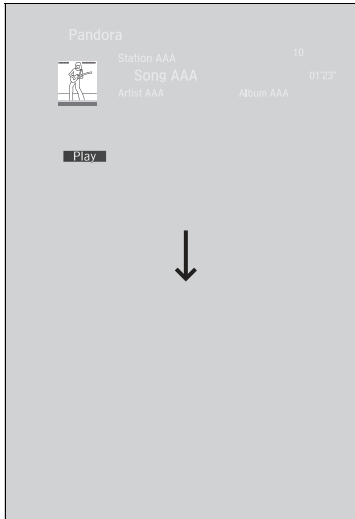 Pandora
Station AAA 10
Song AAA 01'23"
Artist AAA Album AAA
Play